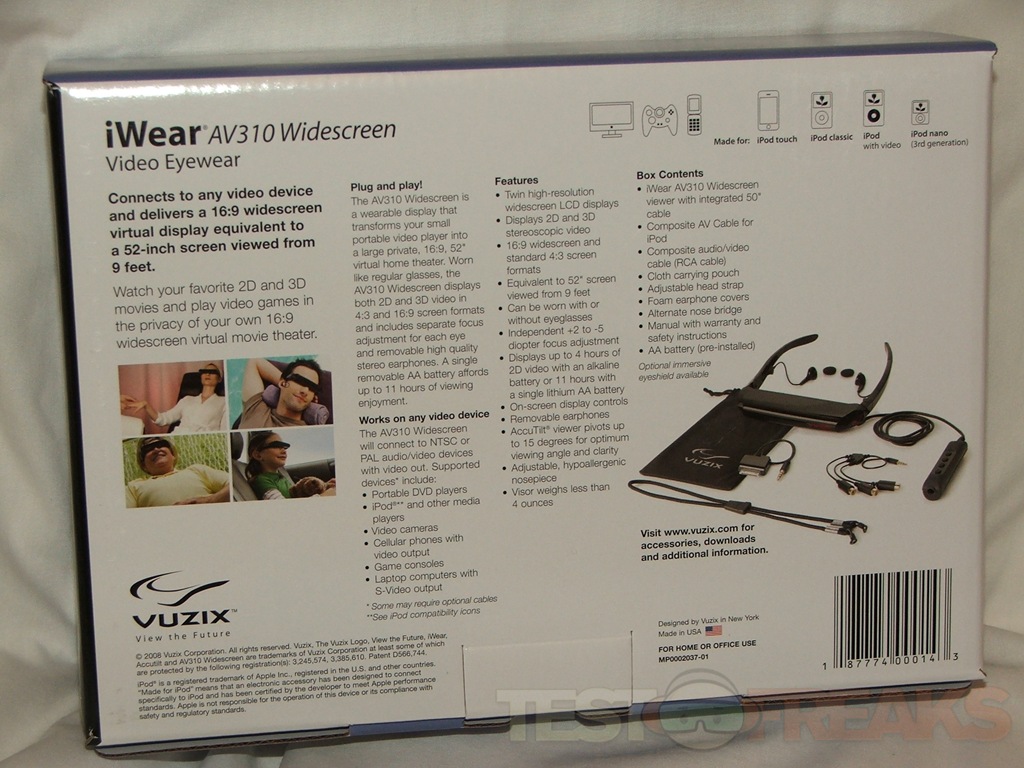 iWear® AV310 Widescreen
Video Eyewear
Made for:
iPod touch
iPod classic
iPod
with video
iPod nano
(3rd generation)
Connects to any video device
and delivers a 16:9 widescreen
virtual display equivalent to
a 52-inch screen viewed from
9 feet.
Watch your favorite 2D and 3D
movies and play video games in
the privacy of your own 16:9
widescreen virtual movie theater.
Plug and play!
The AV310 Widescreen is
a wearable display that
transforms your small
portable video player into
a large private, 16:9, 52"
virtual home theater. Worn
like regular glasses, the
AV310 Widescreen displays
both 2D and 3D video in
4:3 and 16:9 screen formats
and includes separate focus
adjustment for each eye
and removable high quality
stereo earphones. A single
removable AA battery affords
up to 11 hours of viewing
enjoyment.
Works on any video device
The AV310 Widescreen
will connect to NTSC or
PAL audio/video devices
with video out. Supported
devices* include:
• Portable DVD players
• iPod®** and other media
players
• Video cameras
• Cellular phones with
video output
• Game consoles
• Laptop computers with
S-Video output
* Some may require optional cables
**See iPod compatibility icons
Features
• Twin high-resolution
widescreen LCD displays
• Displays 2D and 3D
stereoscopic video
• 16:9 widescreen and
standard 4:3 screen
formats
• Equivalent to 52" screen
viewed from 9 feet
• Can be worn with or
without eyeglasses
• Independent +2 to -5
diopter focus adjustment
• Displays up to 4 hours of
2D video with an alkaline
battery or 11 hours with
a single lithium AA battery
• On-screen display controls
• Removable earphones
• AccuTilt® viewer pivots up
to 15 degrees for optimum
viewing angle and clarity
• Adjustable, hypoallergenic
nosepiece
• Visor weighs less than
4 ounces
Box Contents
• iWear AV310 Widescreen
viewer with integrated 50"
cable
• Composite AV Cable for
iPod
• Composite audio/video
cable (RCA cable)
• Cloth carrying pouch
• Adjustable head strap
• Foam earphone covers
• Alternate nose bridge
• Manual with warranty and
safety instructions
• AA battery (pre-installed)
Optional immersive
eyeshield available
VUZIX
Visit www.vuzix.com for
accessories, downloads
and additional information.
VUZIX™
View the Future
© 2008 Vuzix Corporation. All rights reserved. Vuzix, The Vuzix Logo, View the Future, iWear,
Accutilt and AV310 Widescreen are trademarks of Vuzix Corporation at least some of which
are protected by the following registration(s): 3,245,574, 3,385,610. Patent D566,744.
iPod® is a registered trademark of Apple Inc., registered in the U.S. and other countries.
"Made for iPod" means that an electronic accessory has been designed to connect
specifically to iPod and has been certified by the developer to meet Apple performance
standards. Apple is not responsible for the operation of this device or its compliance with
safety and regulatory standards.
Designed by Vuzix in New York
Made in USA
FOR HOME OR OFFICE USE
MP0002037-01
1 87774 00014 3
TESTFREAKS